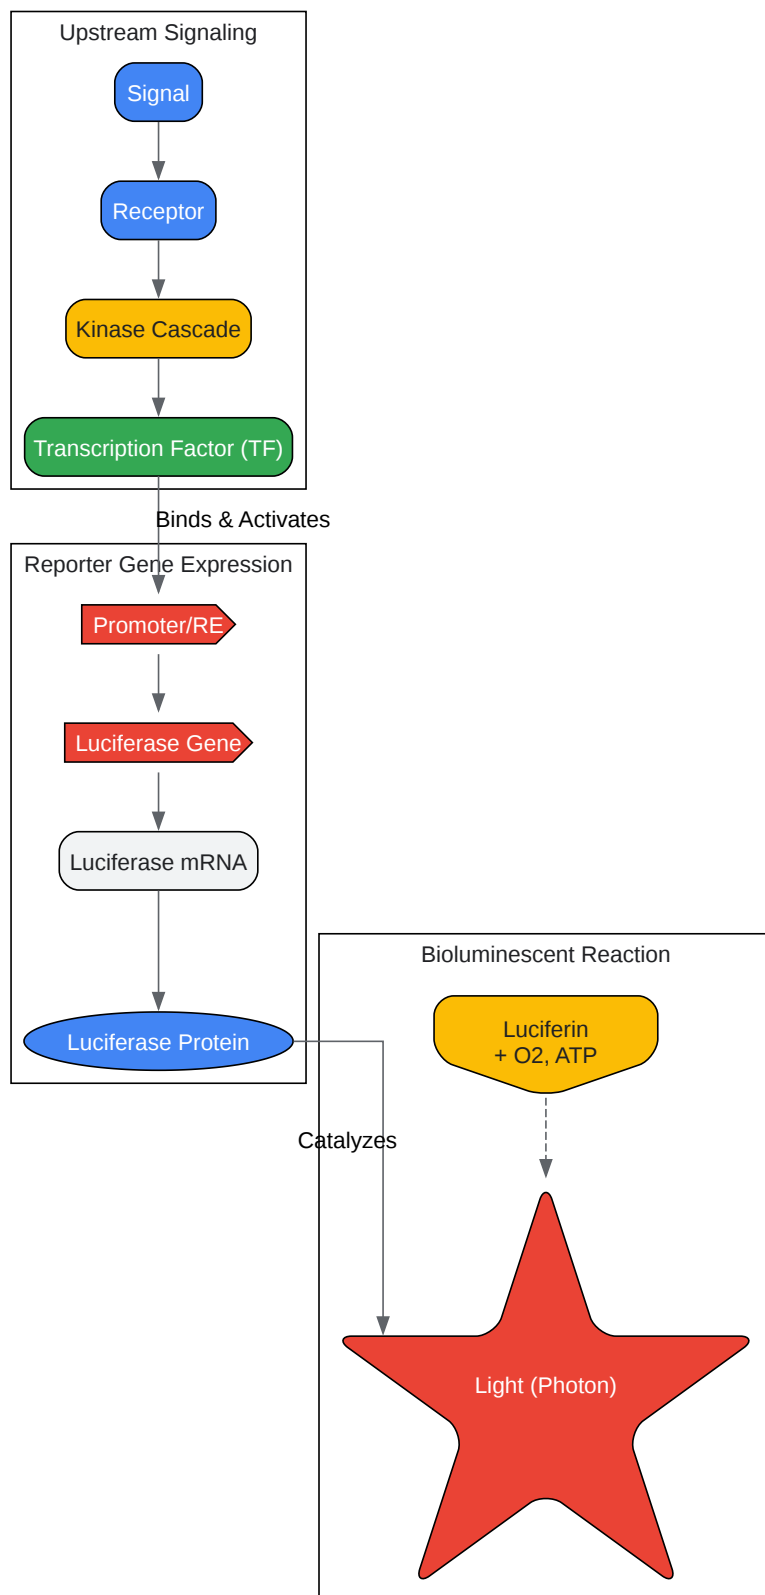 Upstream Signaling
Signal
Receptor
Kinase Cascade
Transcription Factor (TF)
Binds & Activates
Reporter Gene Expression
Promoter/RE
Luciferase Gene
Luciferase mRNA
Luciferase Protein
Catalyzes
Bioluminescent Reaction
Luciferin
+ O2, ATP
Light (Photon)